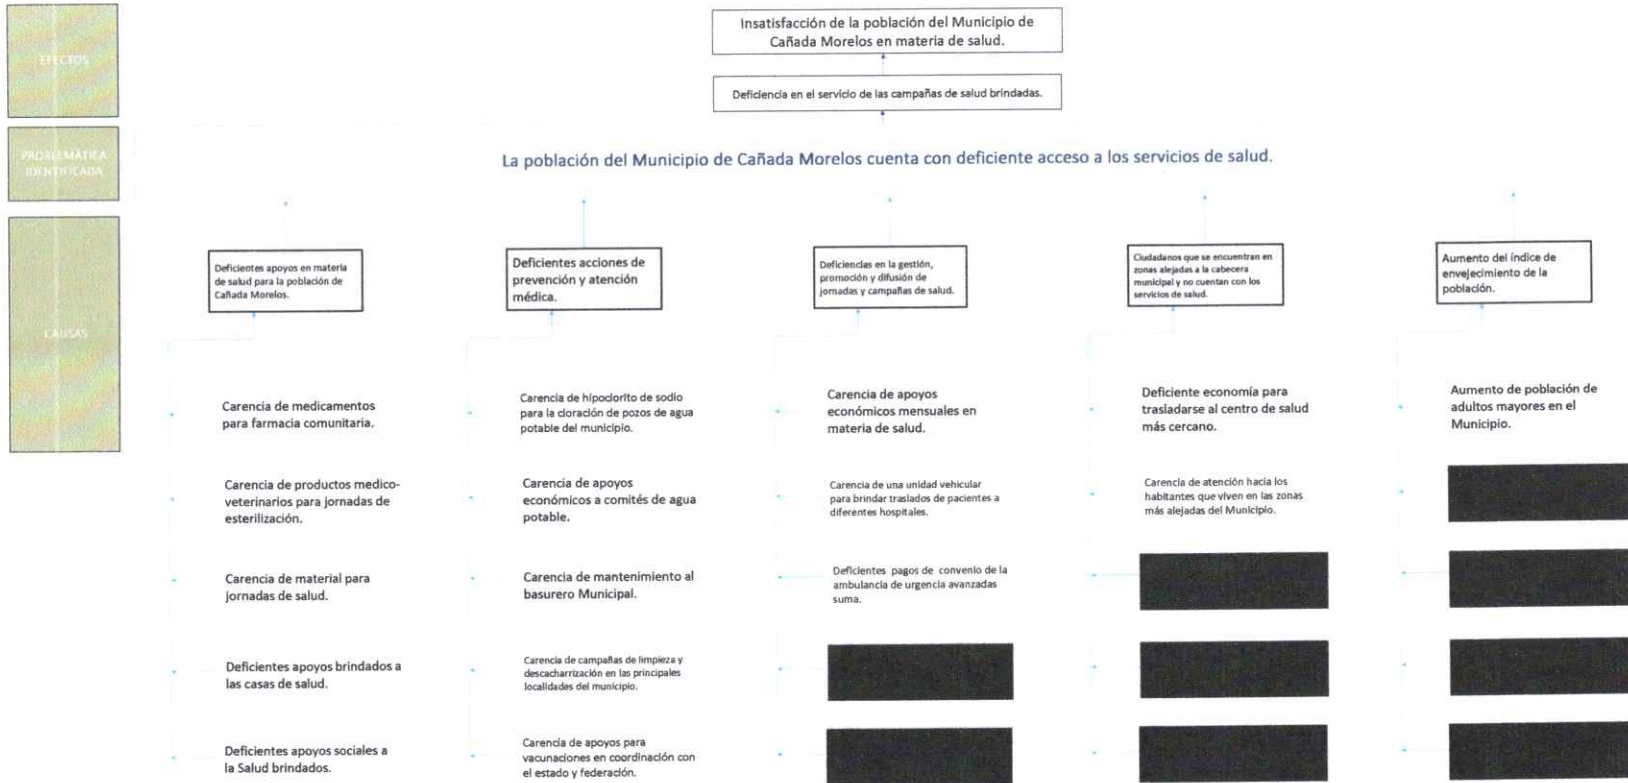 EFECTOS
Insatisfacción de la población del Municipio de
Cañada Morelos en materia de salud.
Deficiencia en el servicio de las campañas de salud brindadas.
PROBLEMÁTICA
IDENTIFICADA
La población del Municipio de Cañada Morelos cuenta con deficiente acceso a los servicios de salud.
CAUSAS
Deficientes apoyos en materia
de salud para la población de
Cañada Morelos.
Carencia de medicamentos
para farmacia comunitaria.
Carencia de productos medico-
veterinarios para jornadas de
esterilización.
Carencia de material para
jornadas de salud.
Deficientes apoyos brindados a
las casas de salud.
Deficientes apoyos sociales a
la Salud brindados.
Deficientes acciones de
prevención y atención
médica.
Carencia de hipoclorito de sodio
para la cloración de pozos de agua
potable del municipio.
Carencia de apoyos
económicos a comités de agua
potable.
Carencia de mantenimiento al
basurero Municipal.
Carencia de campañas de limpieza y
descacharrización en las principales
localidades del municipio.
Carencia de apoyos para
vacunaciones en coordinación con
el estado y federación.
Deficiencias en la gestión,
promoción y difusión de
jornadas y campañas de salud.
Carencia de apoyos
económicos mensuales en
materia de salud.
Carencia de una unidad vehicular
para brindar traslados de pacientes a
diferentes hospitales.
Deficientes pagos de convenio de la
ambulancia de urgencia avanzadas
suma.
Ciudadanos que se encuentran en
zonas alejadas a la cabecera
municipal y no cuentan con los
servicios de salud.
Deficiente economía para
trasladarse al centro de salud
más cercano.
Carencia de atención hacia los
habitantes que viven en las zonas
más alejadas del Municipio.
Aumento del índice de
envejecimiento de la
población.
Aumento de población de
adultos mayores en el
Municipio.